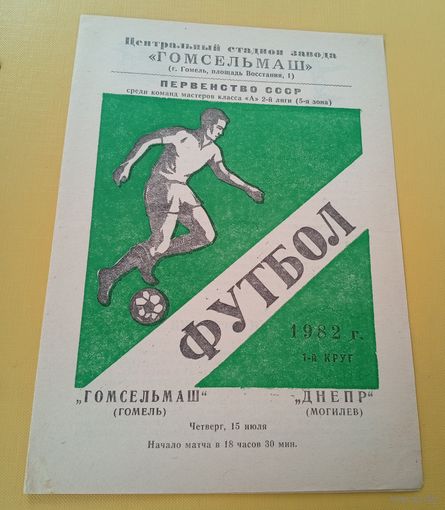 Центральный стадион завода
«ГОМСЕЛЬМАШ»
(г. Гомель, площадь Восстания, 1)
ПЕРВЕНСТВО СССР
среди команд мастеров класса «А» 2-й лиги (5-я зона)
ФУТБОЛ
1982 г.
1-й КРУГ
„ГОМСЕЛЬМАШ“
(ГОМЕЛЬ)
„ДНЕПР“
(МОГИЛЕВ)
Четверг, 15 июля
Начало матча в 18 часов 30 мин.